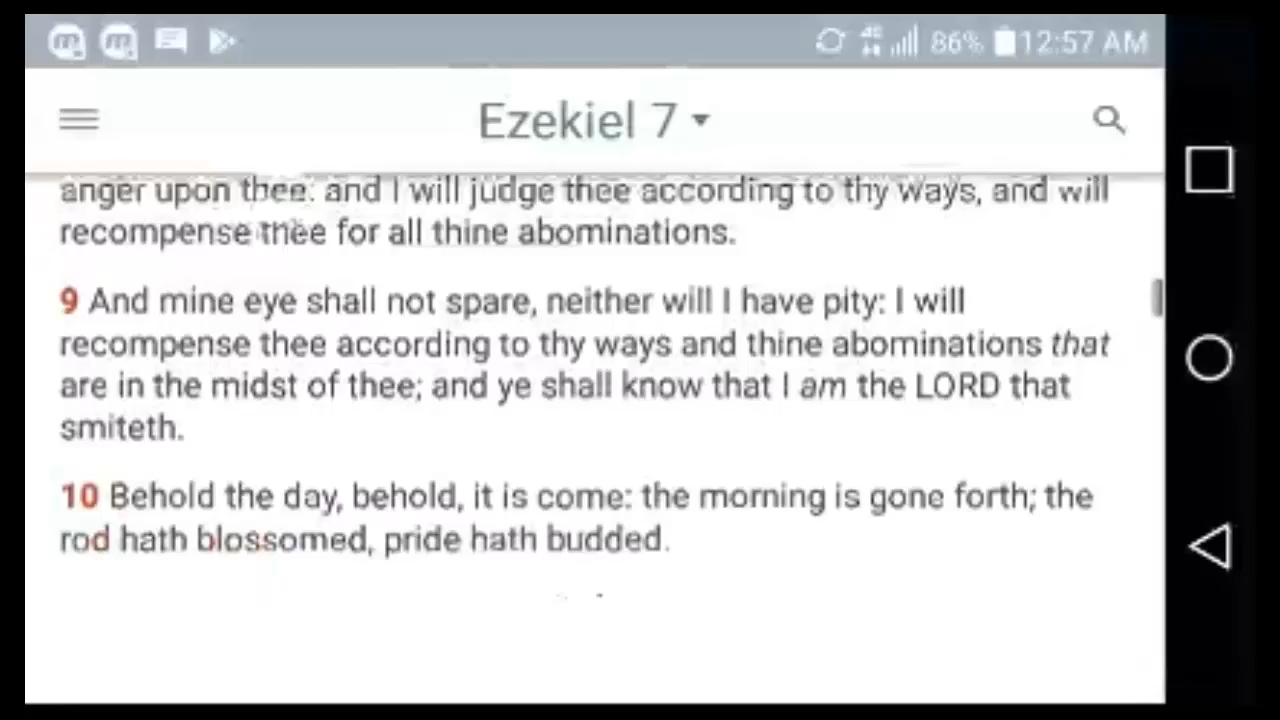 86% 12:57 AM
Ezekiel 7
anger upon thee: and I will judge thee according to thy ways, and will
recompense thee for all thine abominations.
9 And mine eye shall not spare, neither will I have pity: I will
recompense thee according to thy ways and thine abominations that
are in the midst of thee; and ye shall know that I am the LORD that
smiteth.
10 Behold the day, behold, it is come: the morning is gone forth; the
rod hath blossomed, pride hath budded.